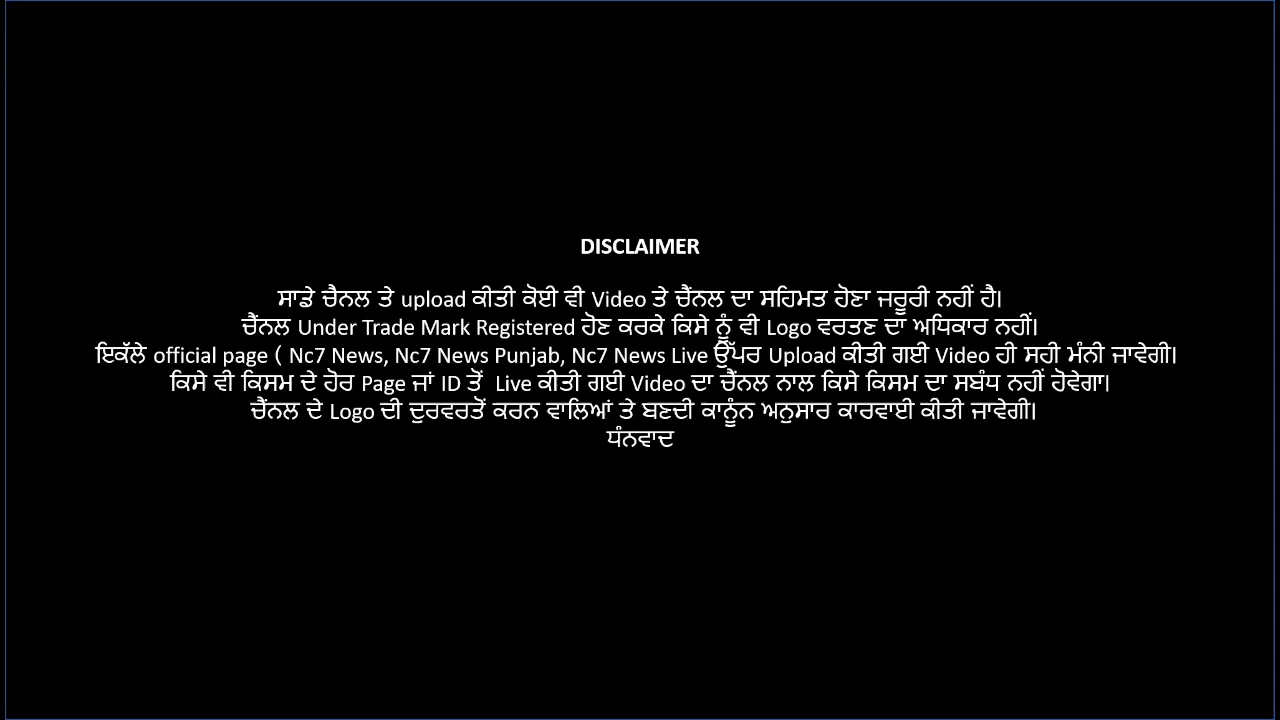 DISCLAIMER
ਸਾਡੇ ਚੈਨਲ ਤੇ upload ਕੀਤੀ ਕੋਈ ਵੀ Video ਤੇ ਚੈਂਨਲ ਦਾ ਸਹਿਮਤ ਹੋਣਾ ਜਰੂਰੀ ਨਹੀਂ ਹੈ।
ਚੈਂਨਲ Under Trade Mark Registered ਹੋਣ ਕਰਕੇ ਕਿਸੇ ਨੂੰ ਵੀ Logo ਵਰਤਣ ਦਾ ਅਧਿਕਾਰ ਨਹੀਂ।
ਇਕੱਲੇ official page ( Nc7 News, Nc7 News Punjab, Nc7 News Live ਉੱਪਰ Upload ਕੀਤੀ ਗਈ Video ਹੀ ਸਹੀ ਮੰਨੀ ਜਾਵੇਗੀ।
ਕਿਸੇ ਵੀ ਕਿਸਮ ਦੇ ਹੋਰ Page ਜਾਂ ID ਤੋਂ Live ਕੀਤੀ ਗਈ Video ਦਾ ਚੈਂਨਲ ਨਾਲ ਕਿਸੇ ਕਿਸਮ ਦਾ ਸਬੰਧ ਨਹੀਂ ਹੋਵੇਗਾ।
ਚੈਂਨਲ ਦੇ Logo ਦੀ ਦੁਰਵਰਤੋਂ ਕਰਨ ਵਾਲਿਆਂ ਤੇ ਬਣਦੀ ਕਾਨੂੰਨ ਅਨੁਸਾਰ ਕਾਰਵਾਈ ਕੀਤੀ ਜਾਵੇਗੀ।
ਧੰਨਵਾਦ